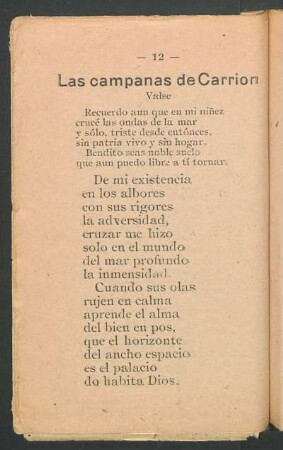 — 12 —
Las campanas de Carrion
Valse
Recuerdo aun que en mi niñez
crucé las ondas de la mar
y sólo, triste desde entónces,
sin patria vivo y sin hogar.
Bendito seas noble suelo
que aun puedo libre a tí tornar.
De mi existencia
en los albores
con sus rigores
la adversidad,
cruzar me hizo
solo en el mundo
del mar profundo
la inmensidad.
Cuando sus olas
rujen en calma
aprende el alma
del bien en pos,
que el horizonte
del ancho espacio
es el palacio
do habita Dios.